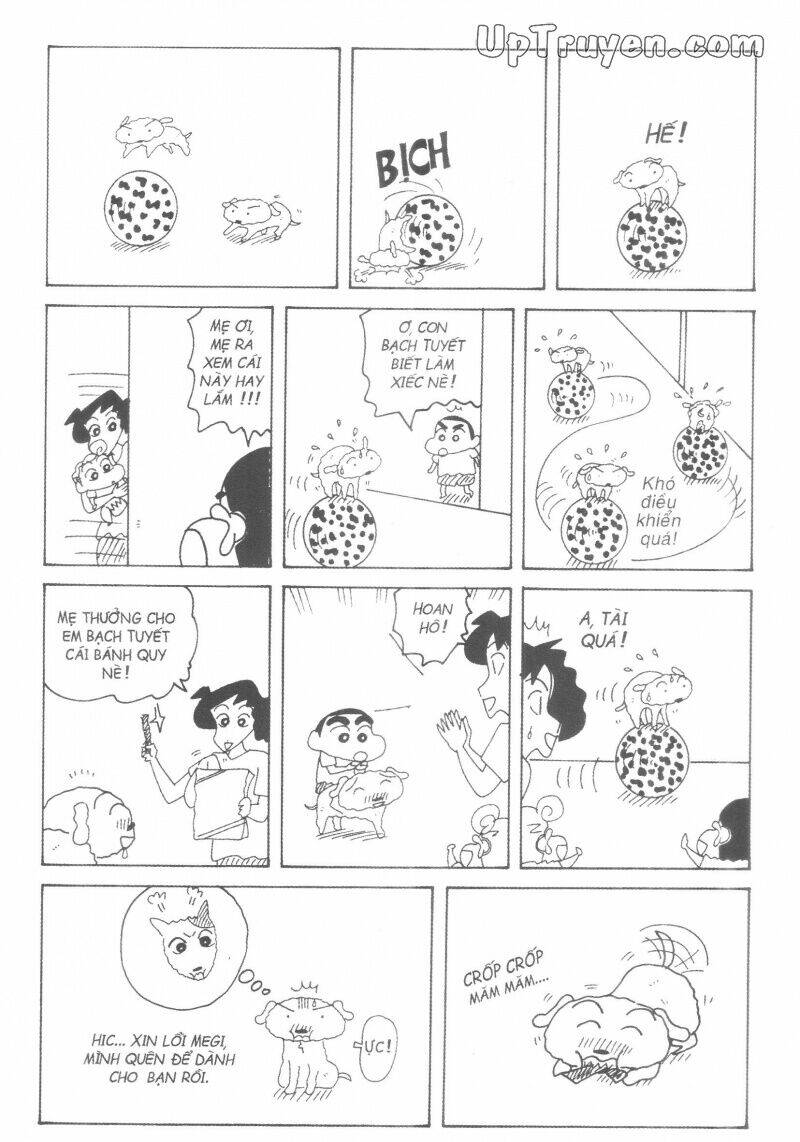 UpTruyen.com
HẾ!
BỊCH
Khó
điều
khiển
quá!
Ơ, CON
BẠCH TUYẾT
BIẾT LÀM
XIẾC NÈ!
MẸ ƠI,
MẸ RA
XEM CÁI
NÀY HAY
LẮM !!!
A, TÀI
QUÁ!
HOAN
HÔ!
MẸ THƯỞNG CHO
EM BẠCH TUYẾT
CÁI BÁNH QUY
NÈ!
CRỐP CRỐP
MĂM MĂM....
ỰC!
HIC... XIN LỖI MEGI,
MÌNH QUÊN ĐỂ DÀNH
CHO BẠN RỒI.